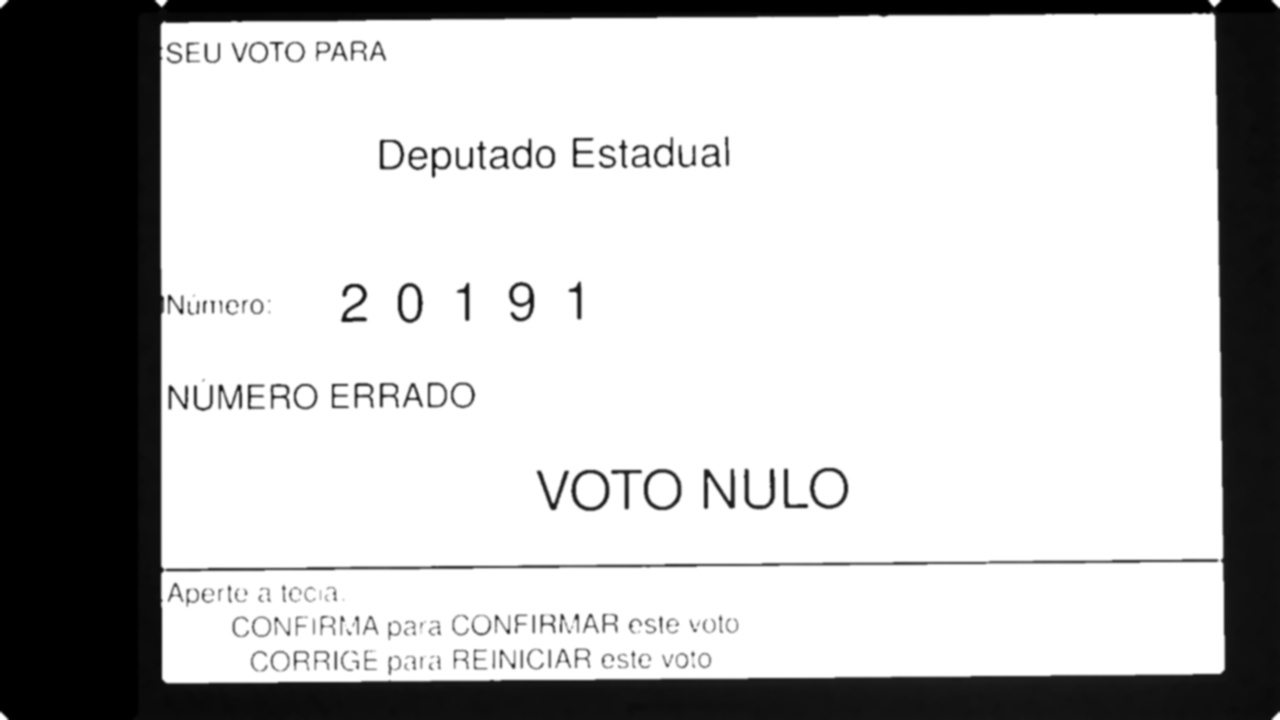 SEU VOTO PARA
Deputado Estadual
Número: 2 0 1 9 1
NÚMERO ERRADO
VOTO NULO
Aperte a tecla:
CONFIRMA para CONFIRMAR este voto
CORRIGE para REINICIAR este voto